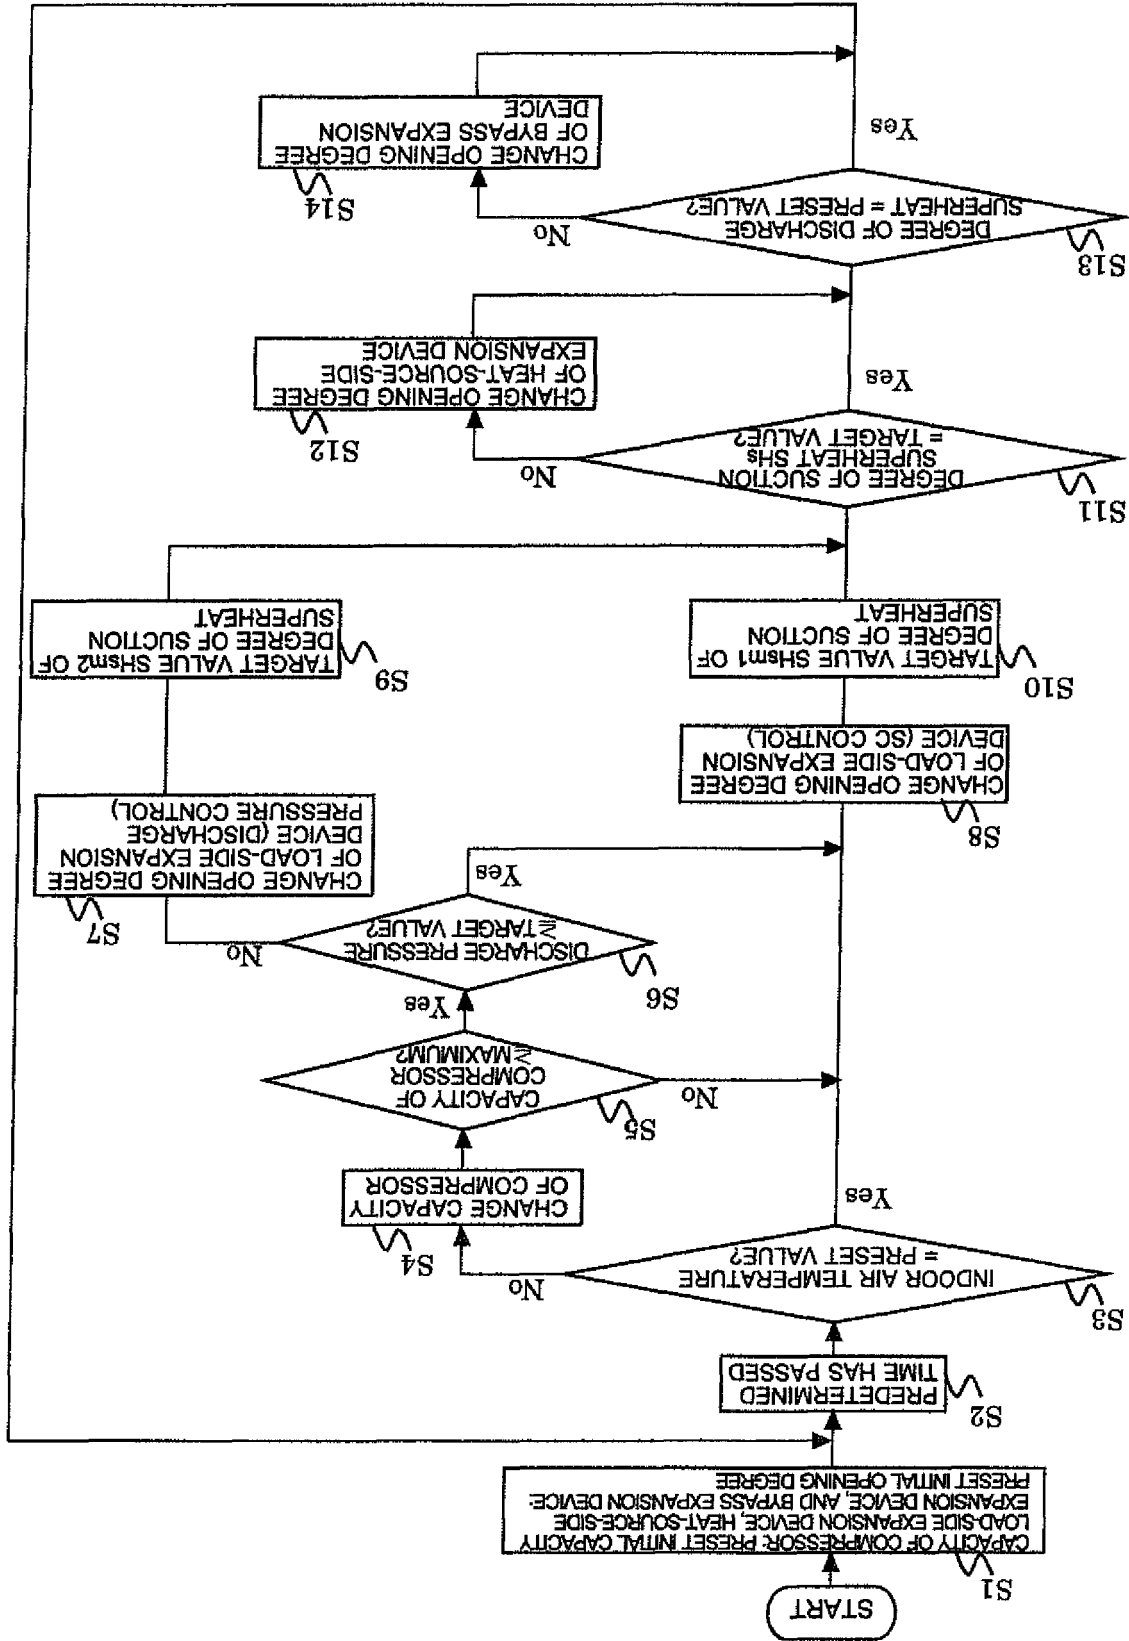 START
S1
CAPACITY OF COMPRESSOR: PRESET INITIAL CAPACITY
LOAD-SIDE EXPANSION DEVICE, HEAT-SOURCE-SIDE
EXPANSION DEVICE, AND BYPASS EXPANSION DEVICE:
PRESET INITIAL OPENING DEGREE
S2
PREDETERMINED
TIME HAS PASSED
S3
INDOOR AIR TEMPERATURE
= PRESET VALUE?
No
Yes
S4
CHANGE CAPACITY
OF COMPRESSOR
S5
CAPACITY OF
COMPRESSOR
≧MAXIMUM?
No
Yes
S6
DISCHARGE PRESSURE
≧TARGET VALUE?
No
Yes
S7
CHANGE OPENING DEGREE
OF LOAD-SIDE EXPANSION
DEVICE (DISCHARGE
PRESSURE CONTROL)
S8
CHANGE OPENING DEGREE
OF LOAD-SIDE EXPANSION
DEVICE (SC CONTROL)
S9
TARGET VALUE SHsm2 OF
DEGREE OF SUCTION
SUPERHEAT
S10
TARGET VALUE SHsm1 OF
DEGREE OF SUCTION
SUPERHEAT
S11
DEGREE OF SUCTION
SUPERHEAT SHs
= TARGET VALUE?
No
Yes
S12
CHANGE OPENING DEGREE
OF HEAT-SOURCE-SIDE
EXPANSION DEVICE
S13
DEGREE OF DISCHARGE
SUPERHEAT = PRESET VALUE?
No
Yes
S14
CHANGE OPENING DEGREE
OF BYPASS EXPANSION
DEVICE